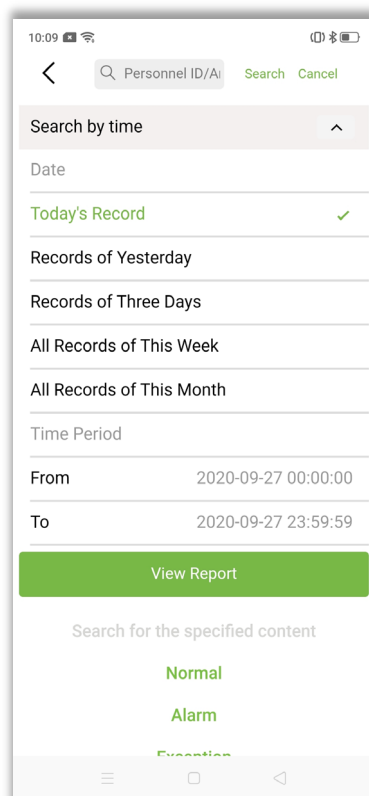 10:09
Personnel ID/A Search Cancel
Search by time
Date
Today's Record
Records of Yesterday
Records of Three Days
All Records of This Week
All Records of This Month
Time Period
From 2020-09-27 00:00:00
To 2020-09-27 23:59:59
View Report
Search for the specified content
Normal
Alarm
Exception